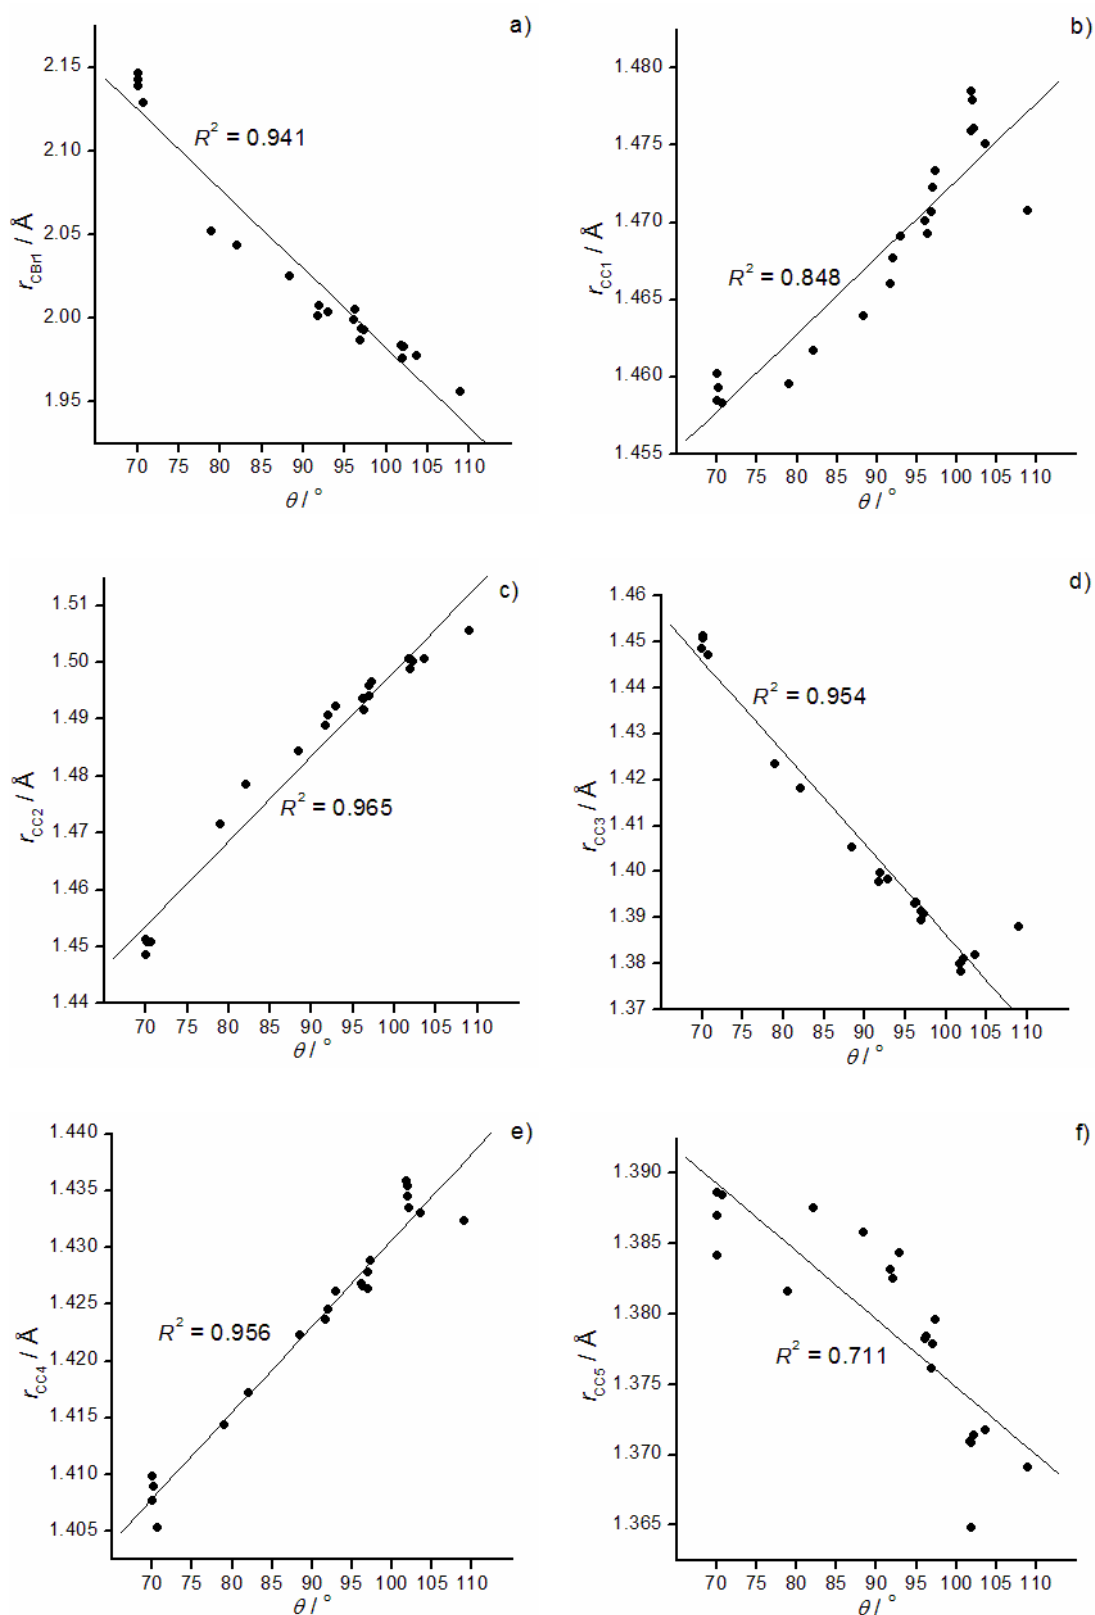 a)
2.15
2.10
2.05
2.00
1.95
r_CBr1 / Å
R² = 0.941
70 75 80 85 90 95 100 105 110
θ / °
b)
1.480
1.475
1.470
1.465
1.460
1.455
r_CC1 / Å
R² = 0.848
70 75 80 85 90 95 100 105 110
θ / °
c)
1.51
1.50
1.49
1.48
1.47
1.46
1.45
1.44
r_CC2 / Å
R² = 0.965
70 75 80 85 90 95 100 105 110
θ / °
d)
1.46
1.45
1.44
1.43
1.42
1.41
1.40
1.39
1.38
1.37
r_CC3 / Å
R² = 0.954
70 75 80 85 90 95 100 105 110
θ / °
e)
1.440
1.435
1.430
1.425
1.420
1.415
1.410
1.405
r_CC4 / Å
R² = 0.956
70 75 80 85 90 95 100 105 110
θ / °
f)
1.390
1.385
1.380
1.375
1.370
1.365
r_CC5 / Å
R² = 0.711
70 75 80 85 90 95 100 105 110
θ / °